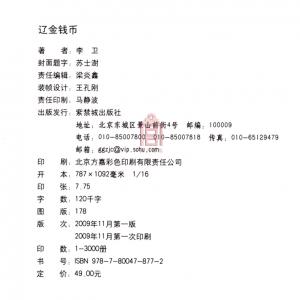 辽金钱币
著 者：李 卫
封面题字：苏士澍
责任编辑：梁炎鑫
装帧设计：王孔刚
责任印制：马静波
出版发行：紫禁城出版社
地址：北京东城区景山前街4号 邮编：100009
电话：010-85007800 010-85007818 传真：010-65129479
邮箱：ggzjc@vip.sohu.com
印 刷：北京方嘉彩色印刷有限责任公司
开 本：787×1092毫米 1/16
印 张：7.75
字 数：120千字
图 版：178
版 次：2009年11月第一版
2009年11月第一次印刷
印 数：1-3000册
书 号：ISBN 978-7-80047-877-2
定 价：49.00元